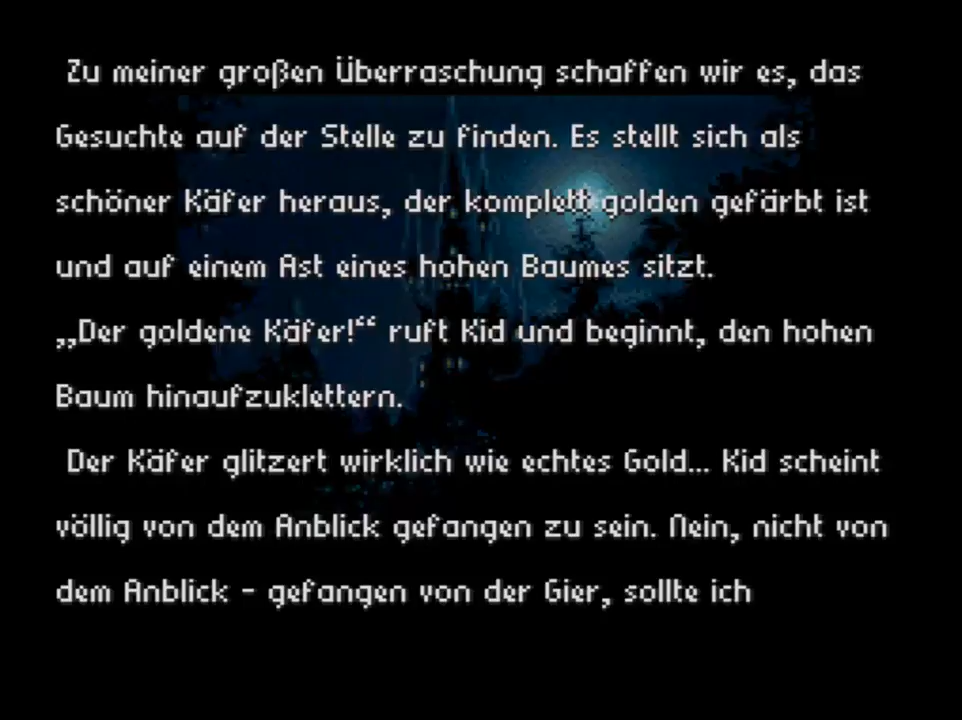 Zu meiner großen Überraschung schaffen wir es, das
Gesuchte auf der Stelle zu finden. Es stellt sich als
schöner Käfer heraus, der komplett golden gefärbt ist
und auf einem Ast eines hohen Baumes sitzt.
„Der goldene Käfer!“ ruft Kid und beginnt, den hohen
Baum hinaufzuklettern.
Der Käfer glitzert wirklich wie echtes Gold... Kid scheint
völlig von dem Anblick gefangen zu sein. Nein, nicht von
dem Anblick - gefangen von der Gier, sollte ich